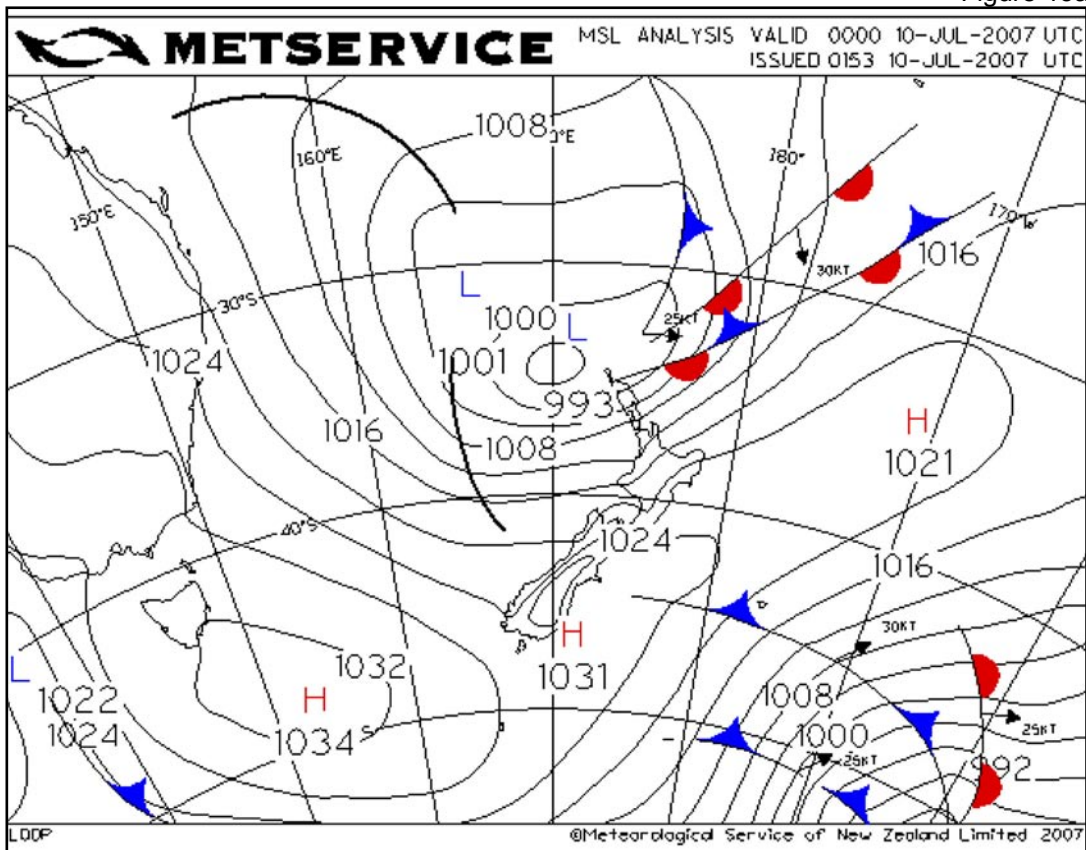 METSERVICE
MSL ANALYSIS VALID 0000 10-JUL-2007 UTC
ISSUED 0153 10-JUL-2007 UTC
1008
160°E
180°
150°E
170°W
1016
30KT
L
30°S
1000
L
25KT
1024
1001
993
1016
H
1008
1021
40°S
1024
1016
30KT
H
L
1032
1031
1022
H
1008
1024
1034
1000
25KT
25KT
992
LODP
©Meteorological Service of New Zealand Limited 2007